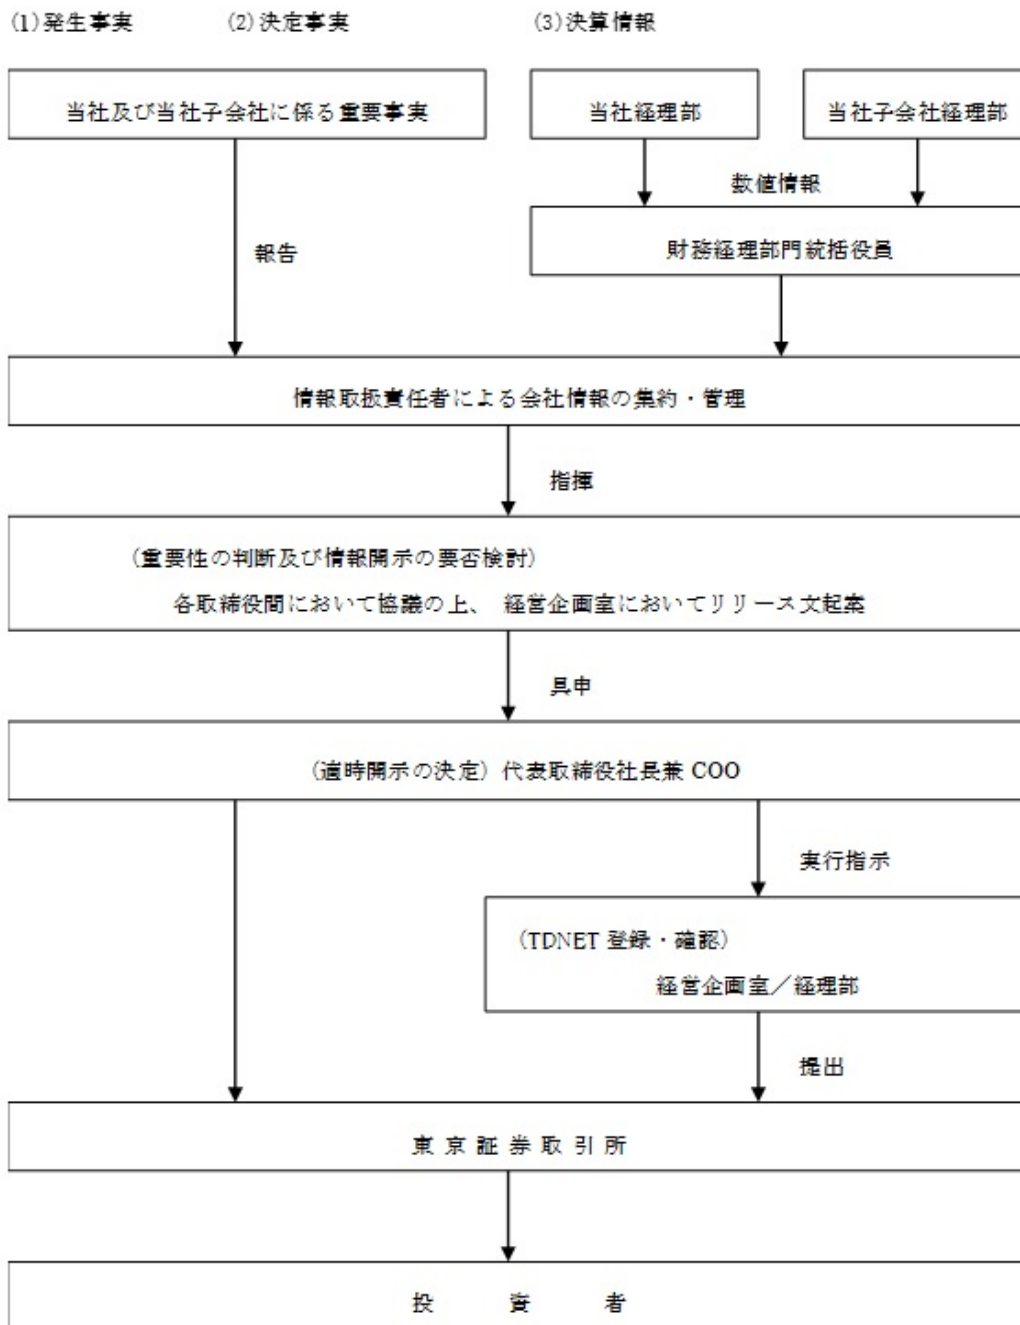 (1)発生事実 (2)決定事実 (3)決算情報
当社及び当社子会社に係る重要事実 当社経理部 当社子会社経理部
数値情報
報告 財務経理部門統括役員
情報取扱責任者による会社情報の集約・管理
指揮
(重要性の判断及び情報開示の要否検討)
各取締役間において協議の上、 経営企画室においてリリース文起案
具申
(適時開示の決定) 代表取締役社長兼 COO
実行指示
(TDNET 登録・確認)
経営企画室／経理部
提出
東 京 証 券 取 引 所
投 資 者